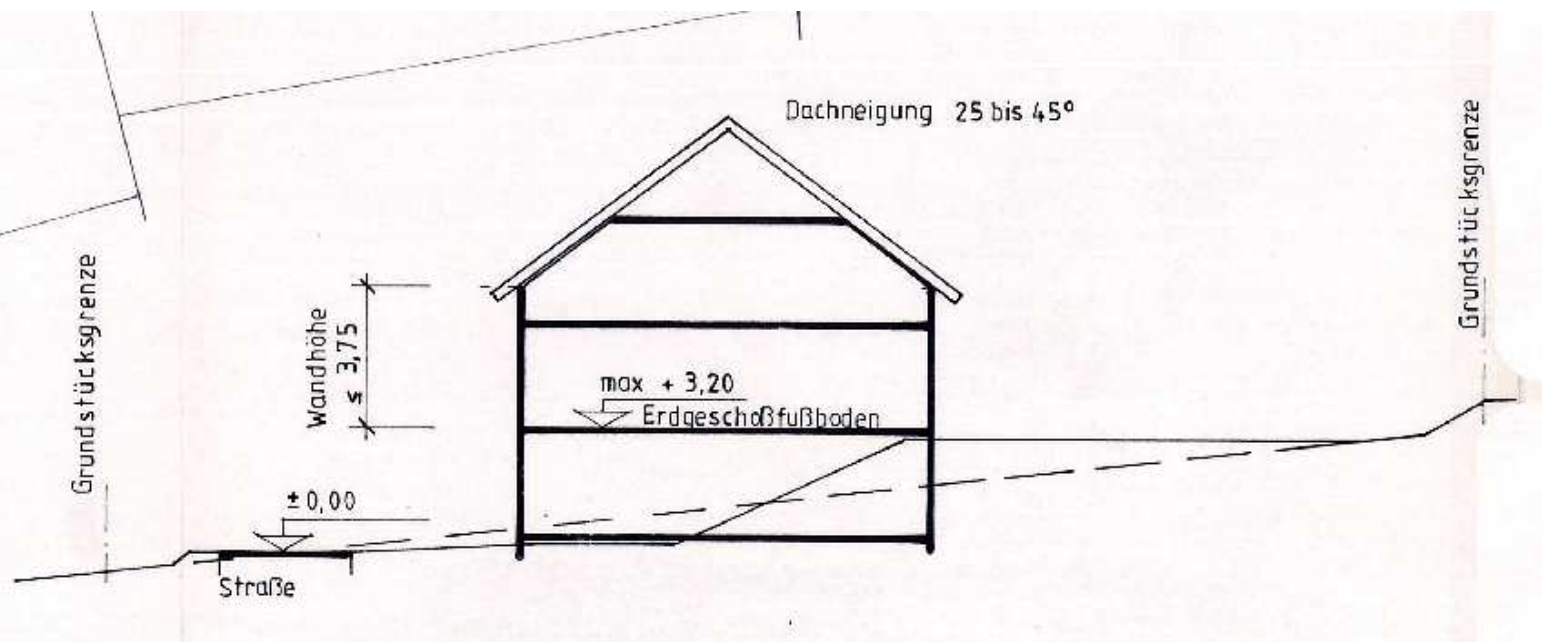 Dachneigung 25 bis 45°
Grundstücksgrenze
Grundstücksgrenze
Wandhöhe
≤ 3,75
max + 3,20
Erdgeschoßfußboden
± 0,00
Straße